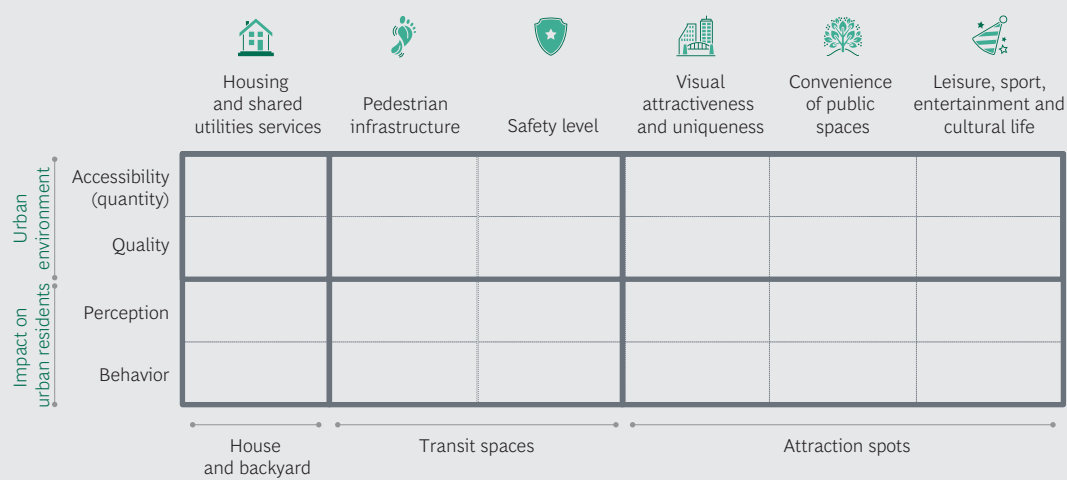 Housing
and shared
utilities services
Pedestrian
infrastructure
Safety level
Visual
attractiveness
and uniqueness
Convenience
of public
spaces
Leisure, sport,
entertainment and
cultural life
Urban
environment
Accessibility
(quantity)
Quality
Impact on
urban residents
Perception
Behavior
House
and backyard
Transit spaces
Attraction spots